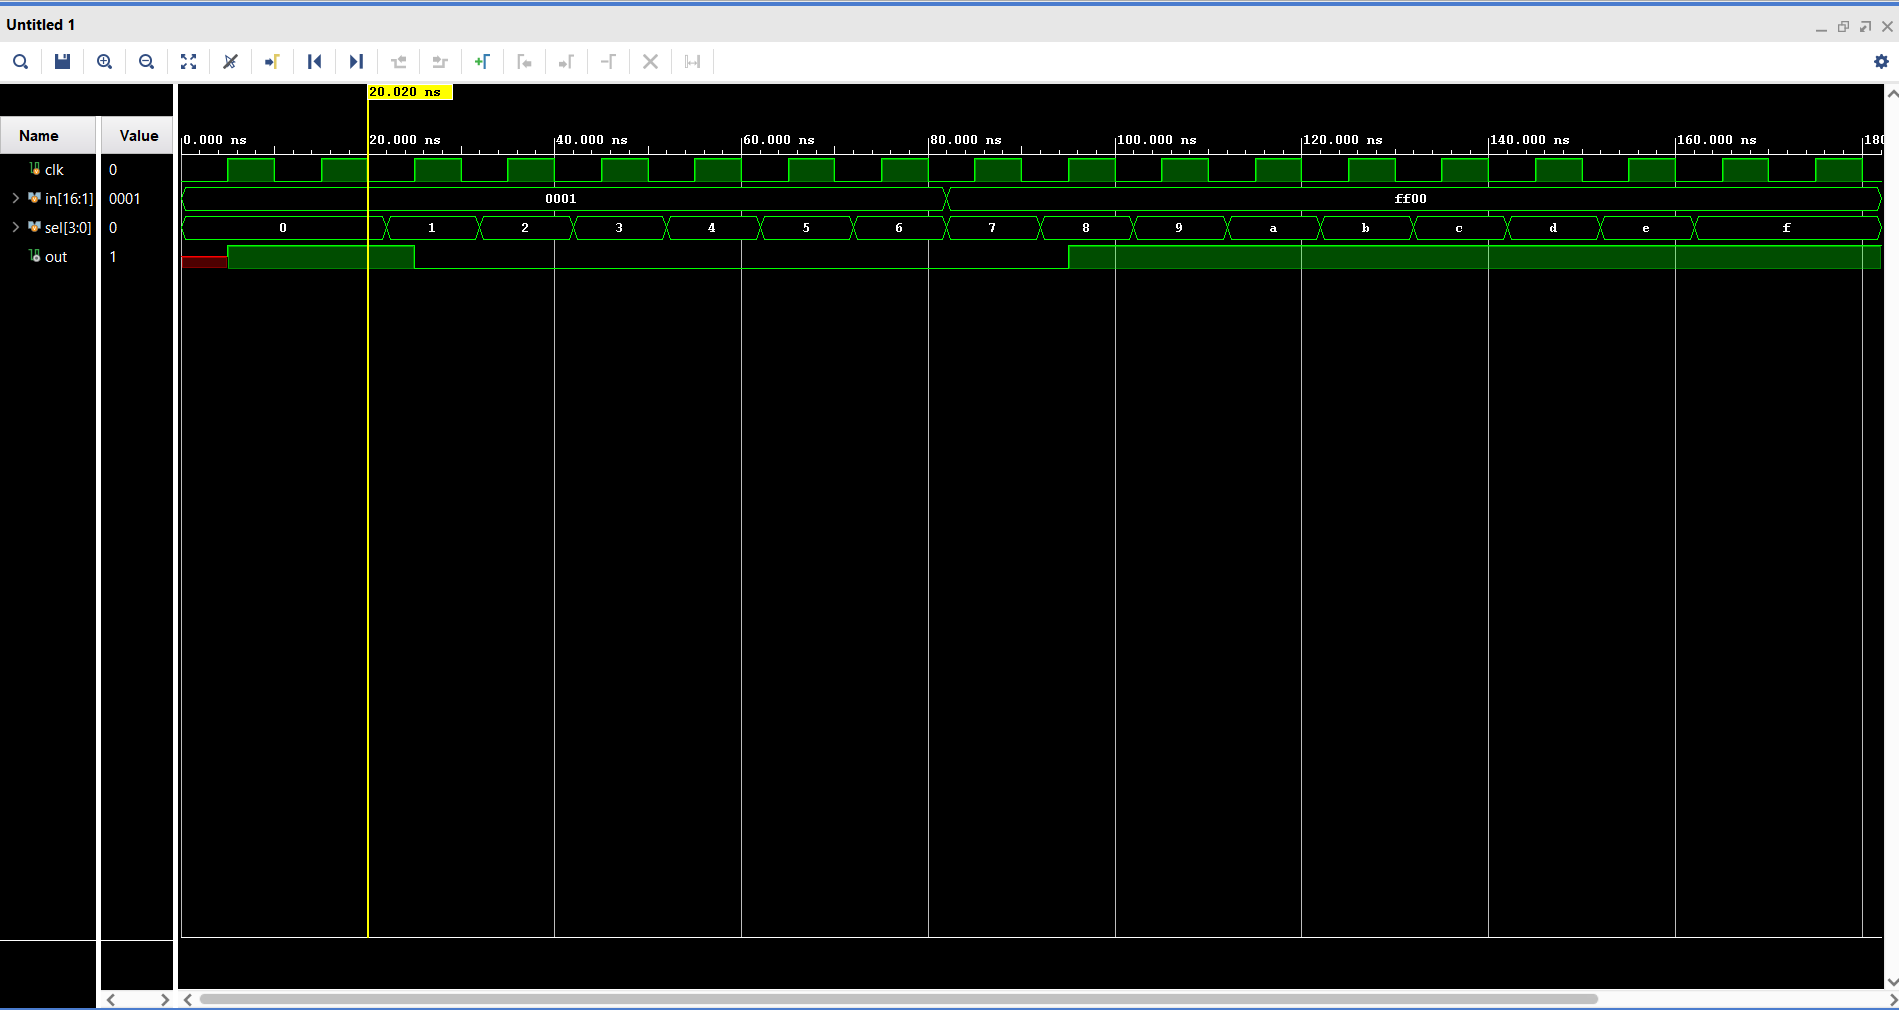 Untitled 1
20.020 ns
Name Value
0.000 ns 20.000 ns 40.000 ns 60.000 ns 80.000 ns 100.000 ns 120.000 ns 140.000 ns 160.000 ns 180
clk 0
in[16:1] 0001 0001 ff00
sel[3:0] 0 0 1 2 3 4 5 6 7 8 9 a b c d e f
out 1